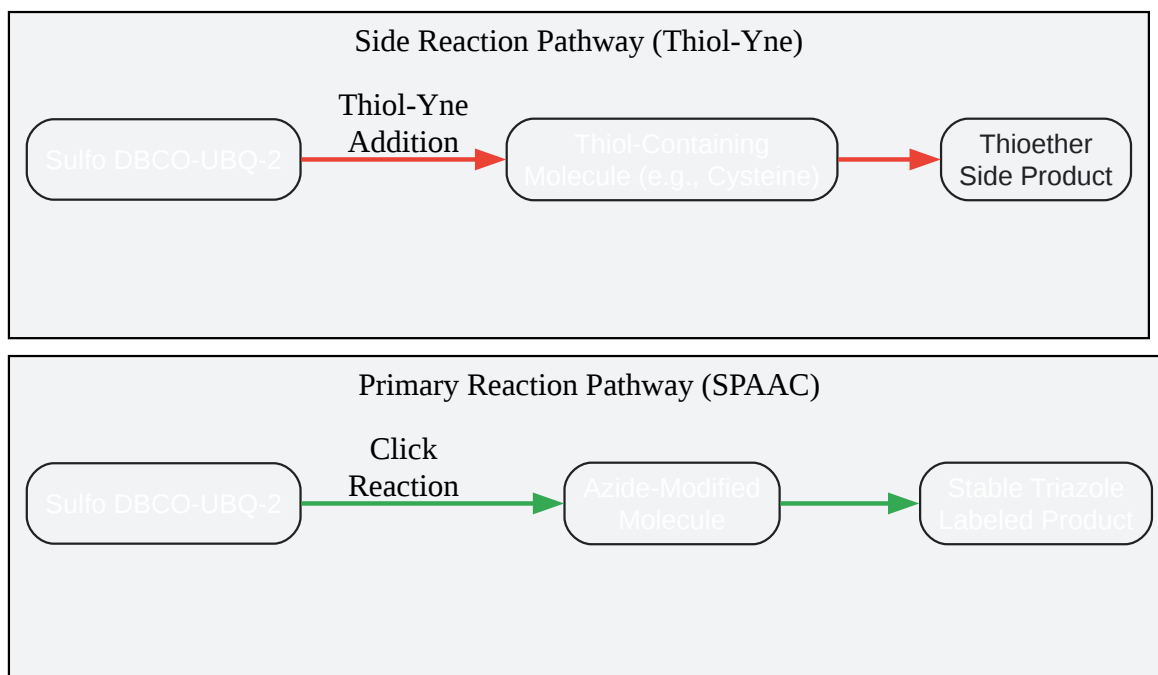 Side Reaction Pathway (Thiol-Yne)
Thiol-Yne
Addition
Sulfo DBCO-UBQ-2
Thiol-Containing
Molecule (e.g., Cysteine)
Thioether
Side Product
Primary Reaction Pathway (SPAAC)
Click
Reaction
Sulfo DBCO-UBQ-2
Azide-Modified
Molecule
Stable Triazole
Labeled Product